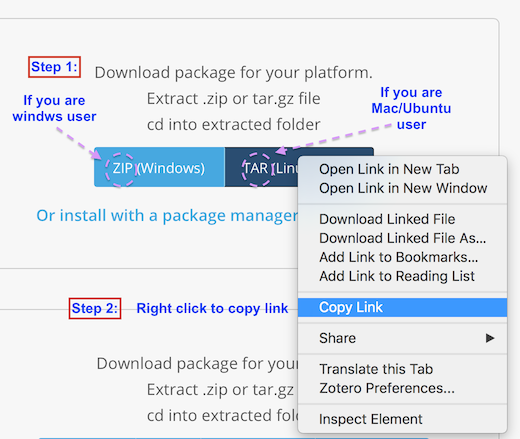 Step 1:
Download package for your platform.
If you are
windws user
Extract .zip or tar.gz file
cd into extracted folder
If you are
Mac/Ubuntu
user
ZIP (Windows)
TAR (Linu
Or install with a package manager
Open Link in New Tab
Open Link in New Window
Download Linked File
Download Linked File As...
Add Link to Bookmarks...
Add Link to Reading List
Copy Link
Share
Translate this Tab
Zotero Preferences...
Inspect Element
Step 2: Right click to copy link
Download package for your
Extract .zip or tar.gz
cd into extracted fol